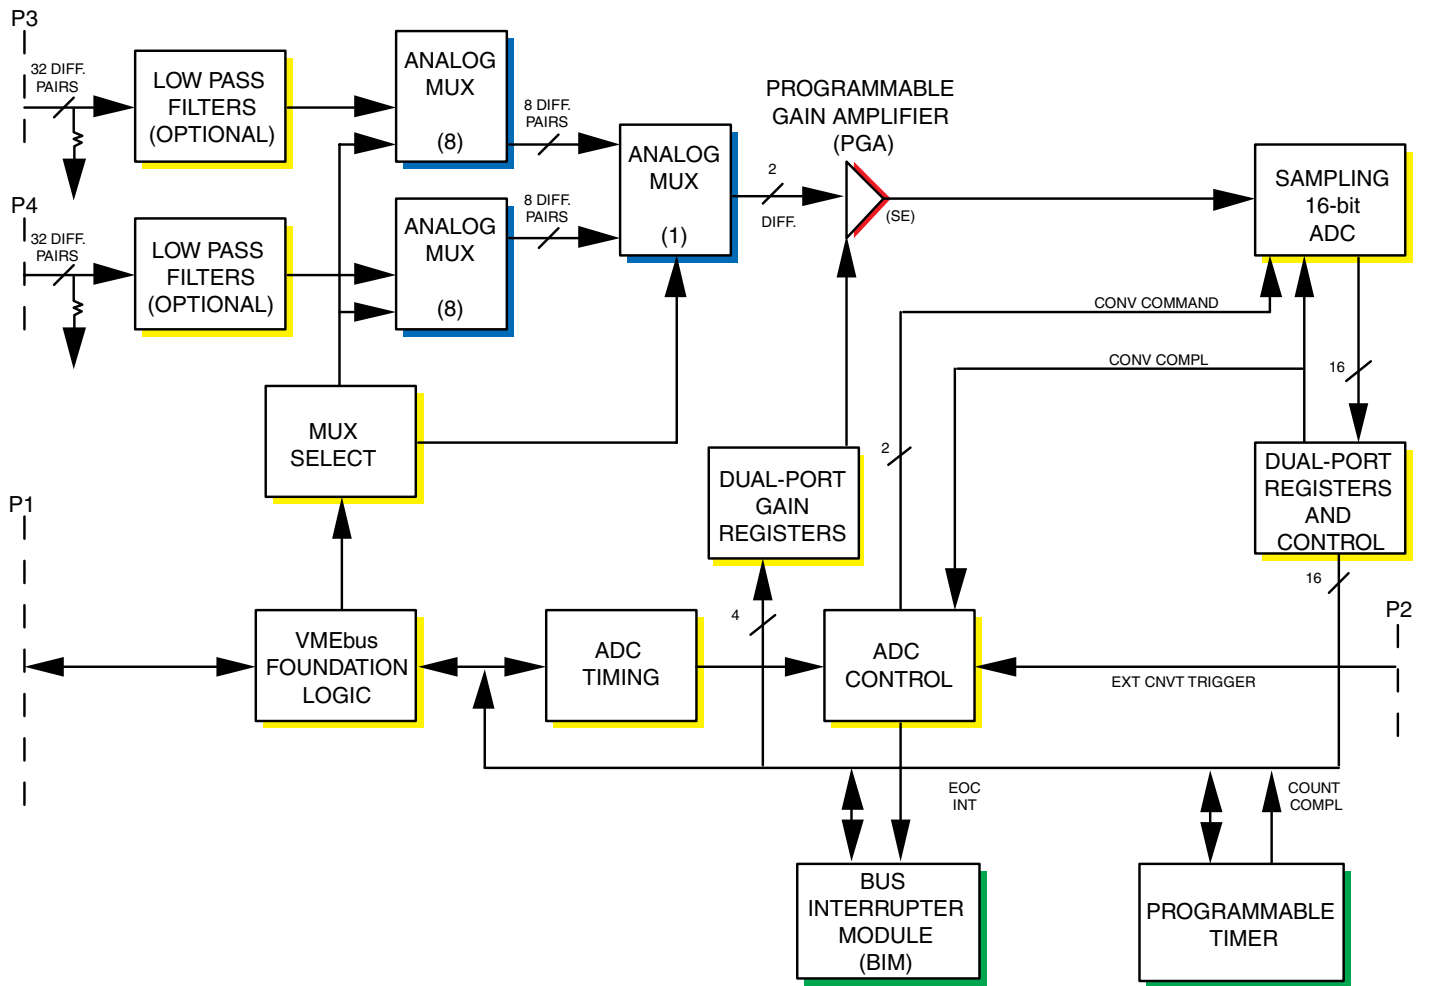 P3
32 DIFF.
PAIRS
LOW PASS
FILTERS
(OPTIONAL)
ANALOG
MUX
(8)
8 DIFF.
PAIRS
P4
32 DIFF.
PAIRS
LOW PASS
FILTERS
(OPTIONAL)
ANALOG
MUX
(8)
8 DIFF.
PAIRS
ANALOG
MUX
(1)
2
DIFF.
PROGRAMMABLE
GAIN AMPLIFIER
(PGA)
(SE)
SAMPLING
16-bit
ADC
CONV COMMAND
CONV COMPL
16
2
MUX
SELECT
DUAL-PORT
GAIN
REGISTERS
DUAL-PORT
REGISTERS
AND
CONTROL
16
P1
4
P2
VMEbus
FOUNDATION
LOGIC
ADC
TIMING
ADC
CONTROL
EXT CNVT TRIGGER
EOC
INT
COUNT
COMPL
BUS
INTERRUPTER
MODULE
(BIM)
PROGRAMMABLE
TIMER